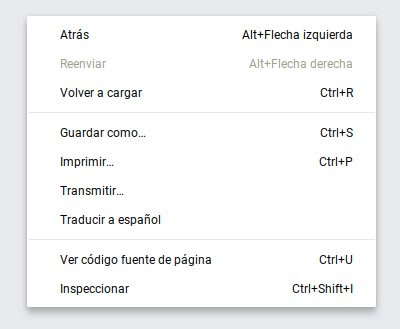 Atrás Alt+Flecha izquierda
Reenviar Alt+Flecha derecha
Volver a cargar Ctrl+R
Guardar como... Ctrl+S
Imprimir... Ctrl+P
Transmitir...
Traducir a español
Ver código fuente de página Ctrl+U
Inspeccionar Ctrl+Shift+I